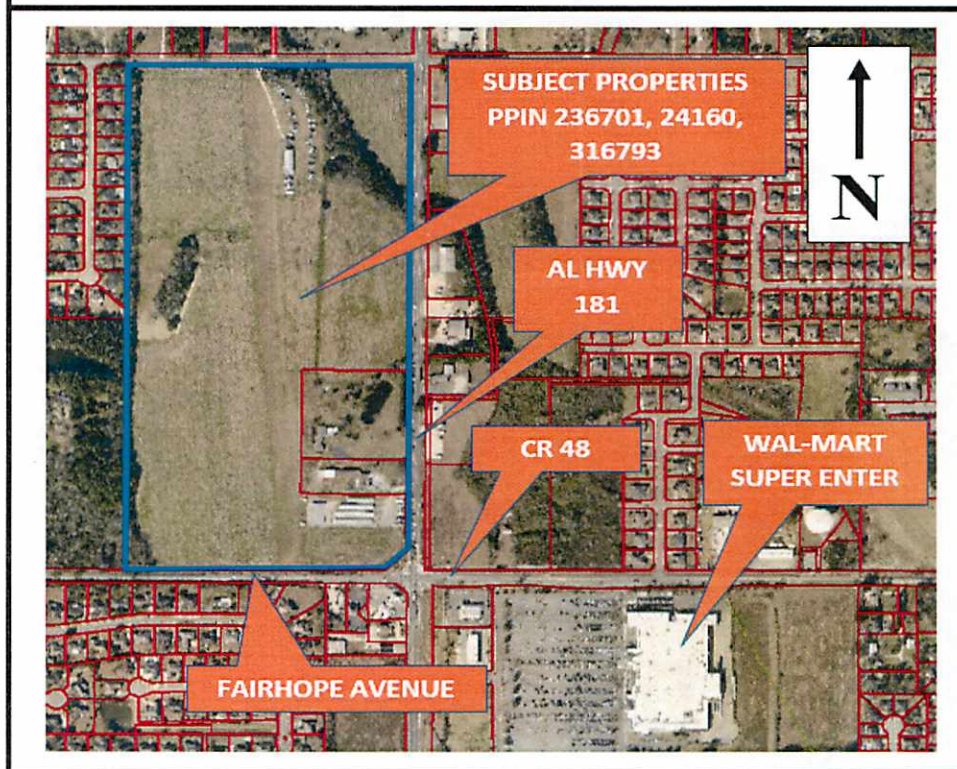 SUBJECT PROPERTIES
PPIN 236701, 24160,
316793
N
AL HWY
181
CR 48
WAL-MART
SUPER ENTER
FAIRHOPE AVENUE